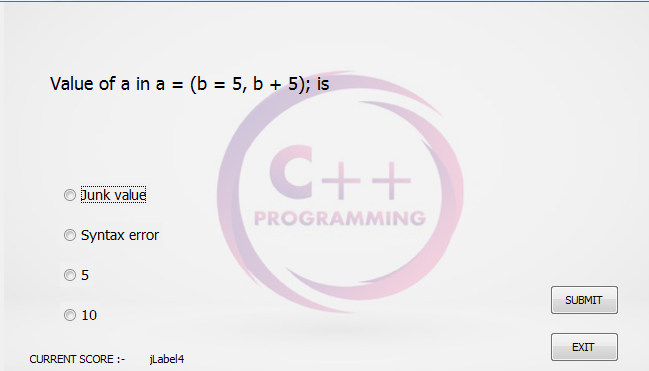 Value of a in a = (b = 5, b + 5); is
C++
PROGRAMMING
Junk value
Syntax error
5
10
SUBMIT
EXIT
CURRENT SCORE :- jLabel4